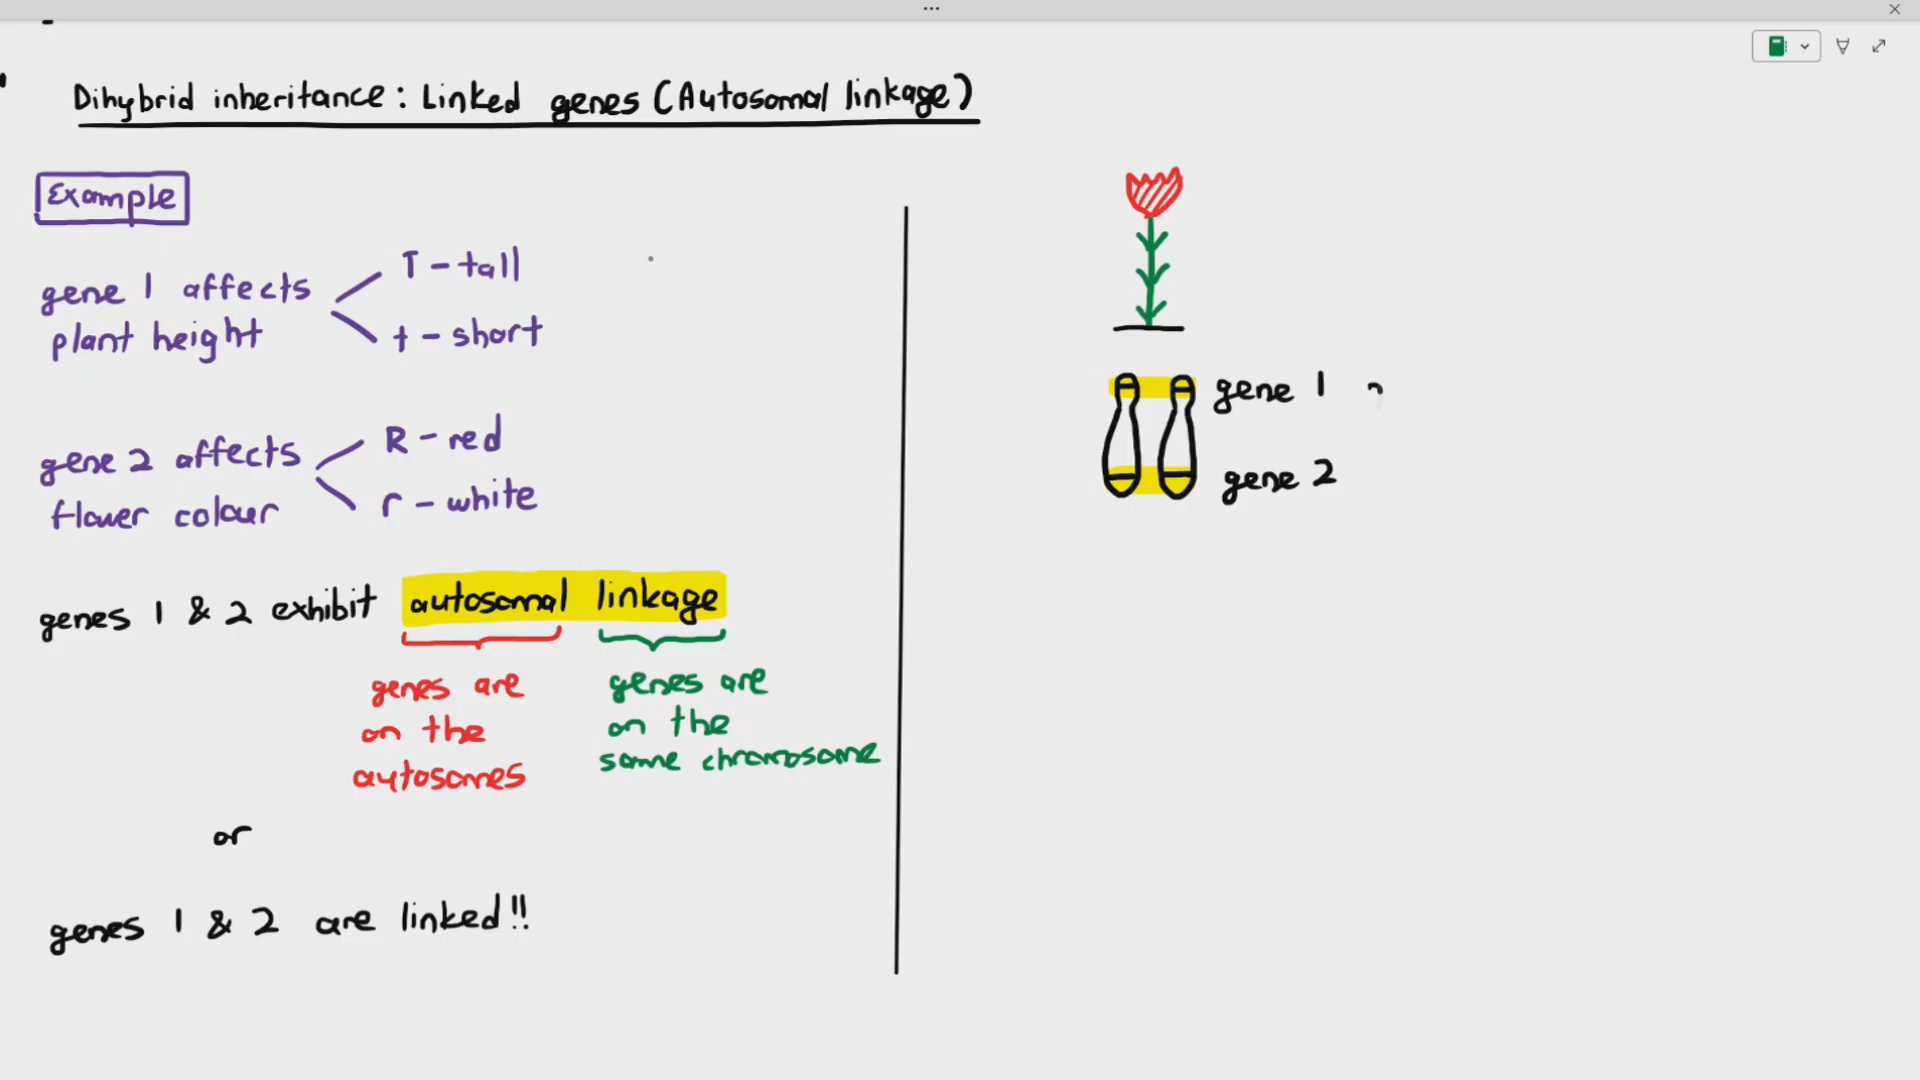 Dihybrid inheritance: Linked genes (Autosomal linkage)
Example
gene 1 affects
plant height
T - tall
t - short
gene 2 affects
flower colour
R - red
r - white
genes 1 & 2 exhibit autosomal linkage
genes are
on the
autosomes
genes are
on the
same chromosome
or
genes 1 & 2 are linked!!
gene 1
gene 2